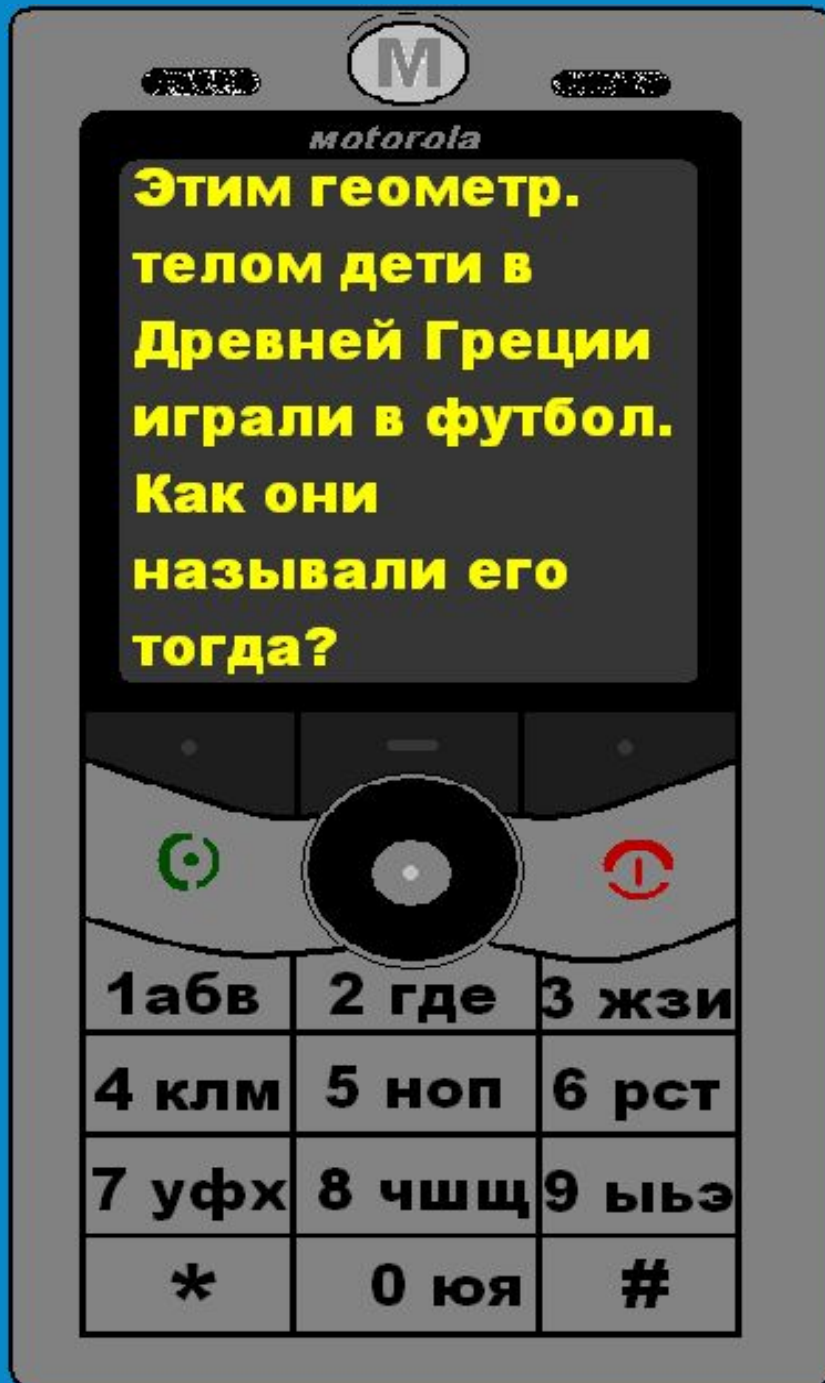 M
мotorola
Этим геометр.
телом дети в
Древней Греции
играли в футбол.
Как они
называли его
тогда?
1абв 2 где 3 жзи
4 клм 5 ноп 6 рст
7 уфх 8 чшщ 9 ыьэ
* 0 юя #